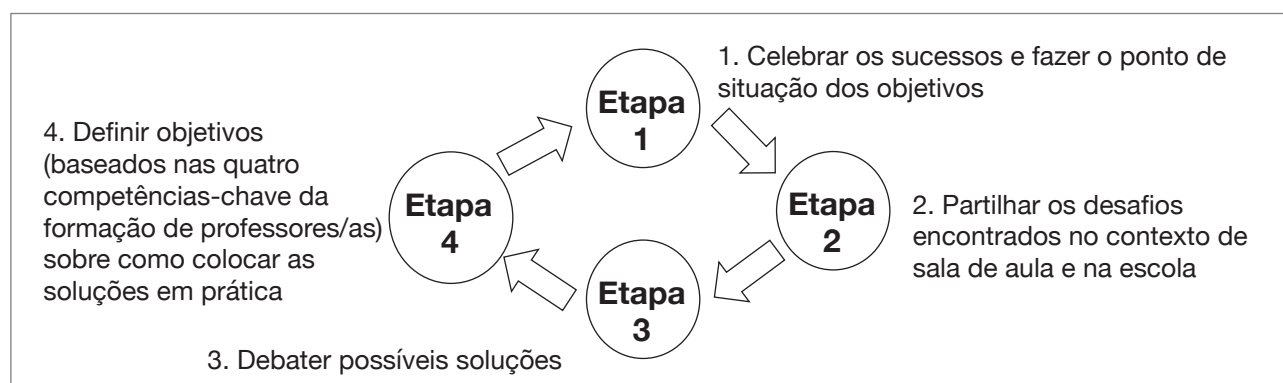 Etapa
1
1. Celebrar os sucessos e fazer o ponto de
situação dos objetivos
Etapa
2
2. Partilhar os desafios
encontrados no contexto de
sala de aula e na escola
Etapa
3
3. Debater possíveis soluções
Etapa
4
4. Definir objetivos
(baseados nas quatro
competências-chave da
formação de professores/as)
sobre como colocar as
soluções em prática